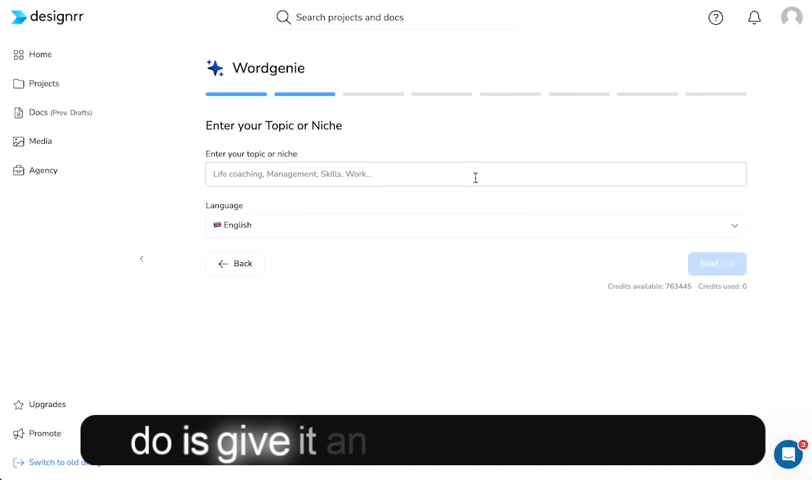 designrr
Search projects and docs
Home
Projects
Docs (Prev. Drafts)
Media
Agency
Wordgenie
Enter your Topic or Niche
Enter your topic or niche
Life coaching, Management, Skills, Work...
Language
English
Back
Next
Credits available: 763445 Credits used: 0
Upgrades
Promote
Switch to old
do is give it an
3